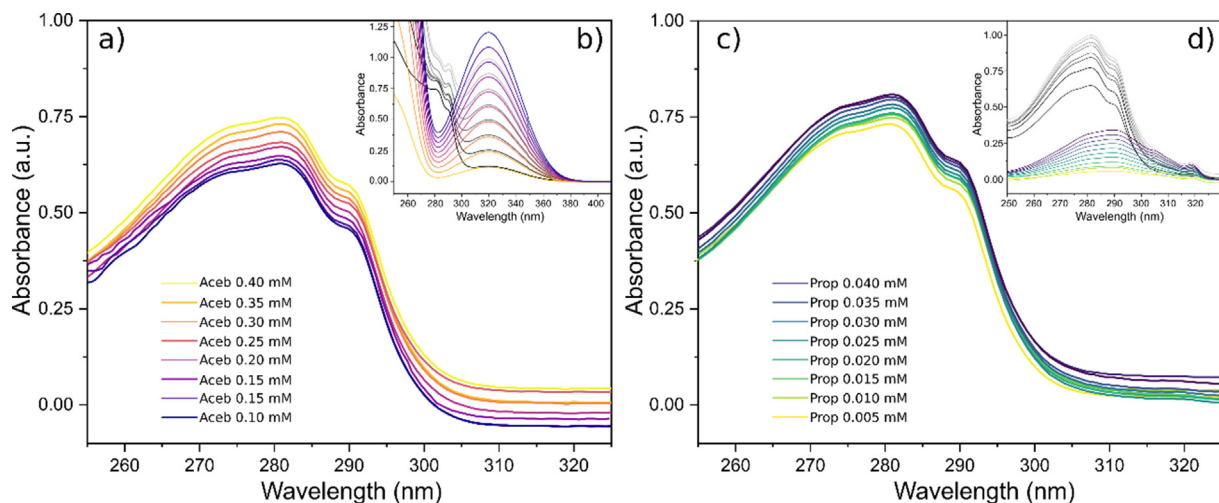 a)
1.00
0.75
0.50
0.25
0.00
Absorbance (a.u.)
260 270 280 290 300 310 320
Wavelength (nm)
Aceb 0.40 mM
Aceb 0.35 mM
Aceb 0.30 mM
Aceb 0.25 mM
Aceb 0.20 mM
Aceb 0.15 mM
Aceb 0.15 mM
Aceb 0.10 mM
b)
1.25
1.00
0.75
0.50
0.25
0.00
Absorbance
260 280 300 320 340 360 380 400
Wavelength (nm)
c)
1.00
0.75
0.50
0.25
0.00
Absorbance (a.u.)
260 270 280 290 300 310 320
Wavelength (nm)
Prop 0.040 mM
Prop 0.035 mM
Prop 0.030 mM
Prop 0.025 mM
Prop 0.020 mM
Prop 0.015 mM
Prop 0.010 mM
Prop 0.005 mM
d)
1.00
0.75
0.50
0.25
0.00
Absorbance
250 260 270 280 290 300 310 320
Wavelength (nm)